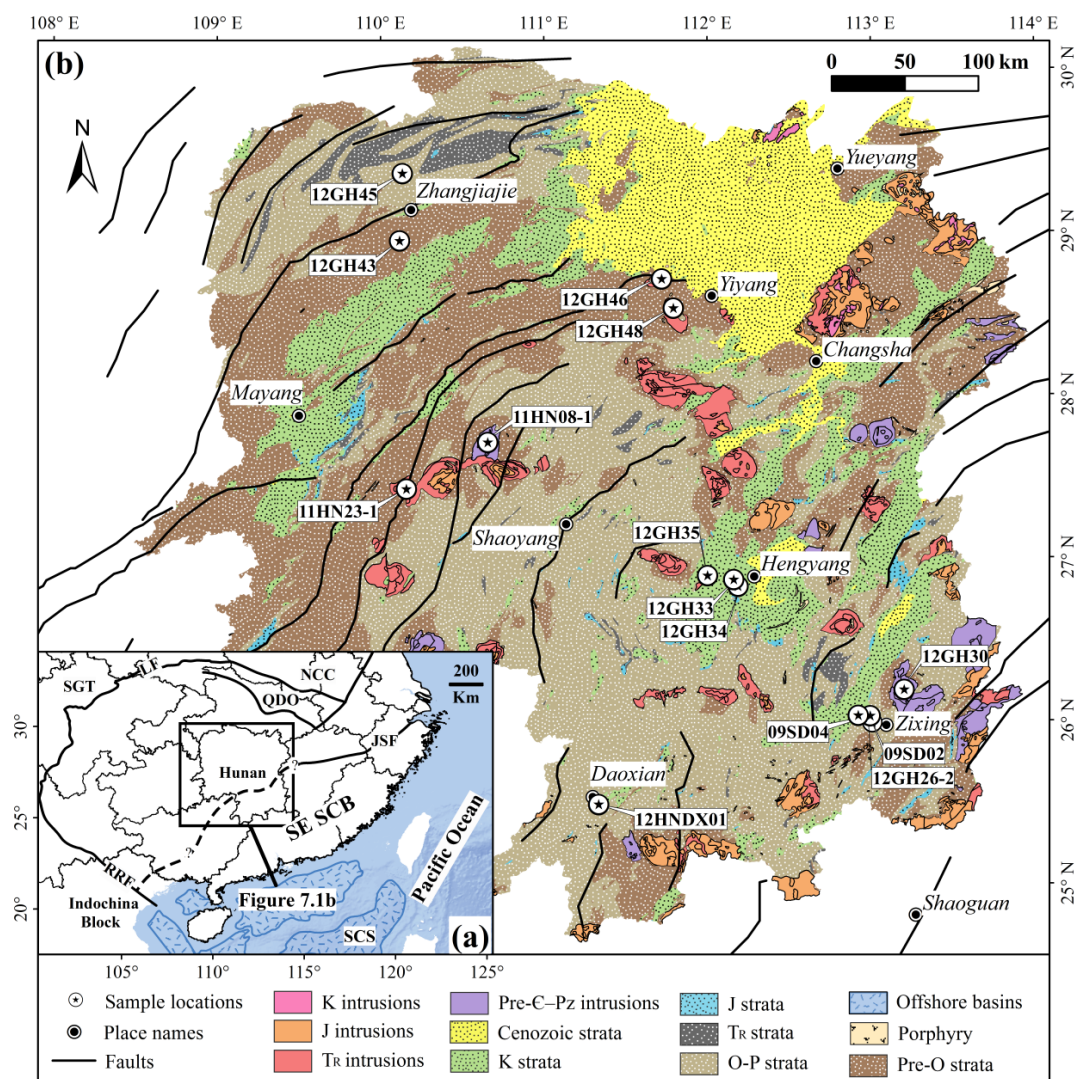 108° E 109° E 110° E 111° E 112° E 113° E 114° E
(b)
0 50 100 km
30° N
N
Yueyang
12GH45
Zhangjiajie
29° N
12GH43
12GH46
Yiyang
12GH48
Changsha
28° N
Mayang
11HN08-1
11HN23-1
Shaoyang
12GH35
Hengyang
27° N
12GH33
12GH34
12GH30
09SD04
Zixing
26° N
09SD02
12GH26-2
Daoxian
12HNDX01
25° N
Shaoguan
200
Km
SGT
LF
NCC
QDO
30°
JSF
Hunan
?
25°
SE SCB
?
Pacific Ocean
RRF
Indochina
Block
Figure 7.1b
20°
SCS
(a)
105° 110° 115° 120° 125°
Sample locations K intrusions Pre-Є–Pz intrusions J strata Offshore basins
Place names J intrusions Cenozoic strata TR strata Porphyry
Faults TR intrusions K strata O-P strata Pre-O strata